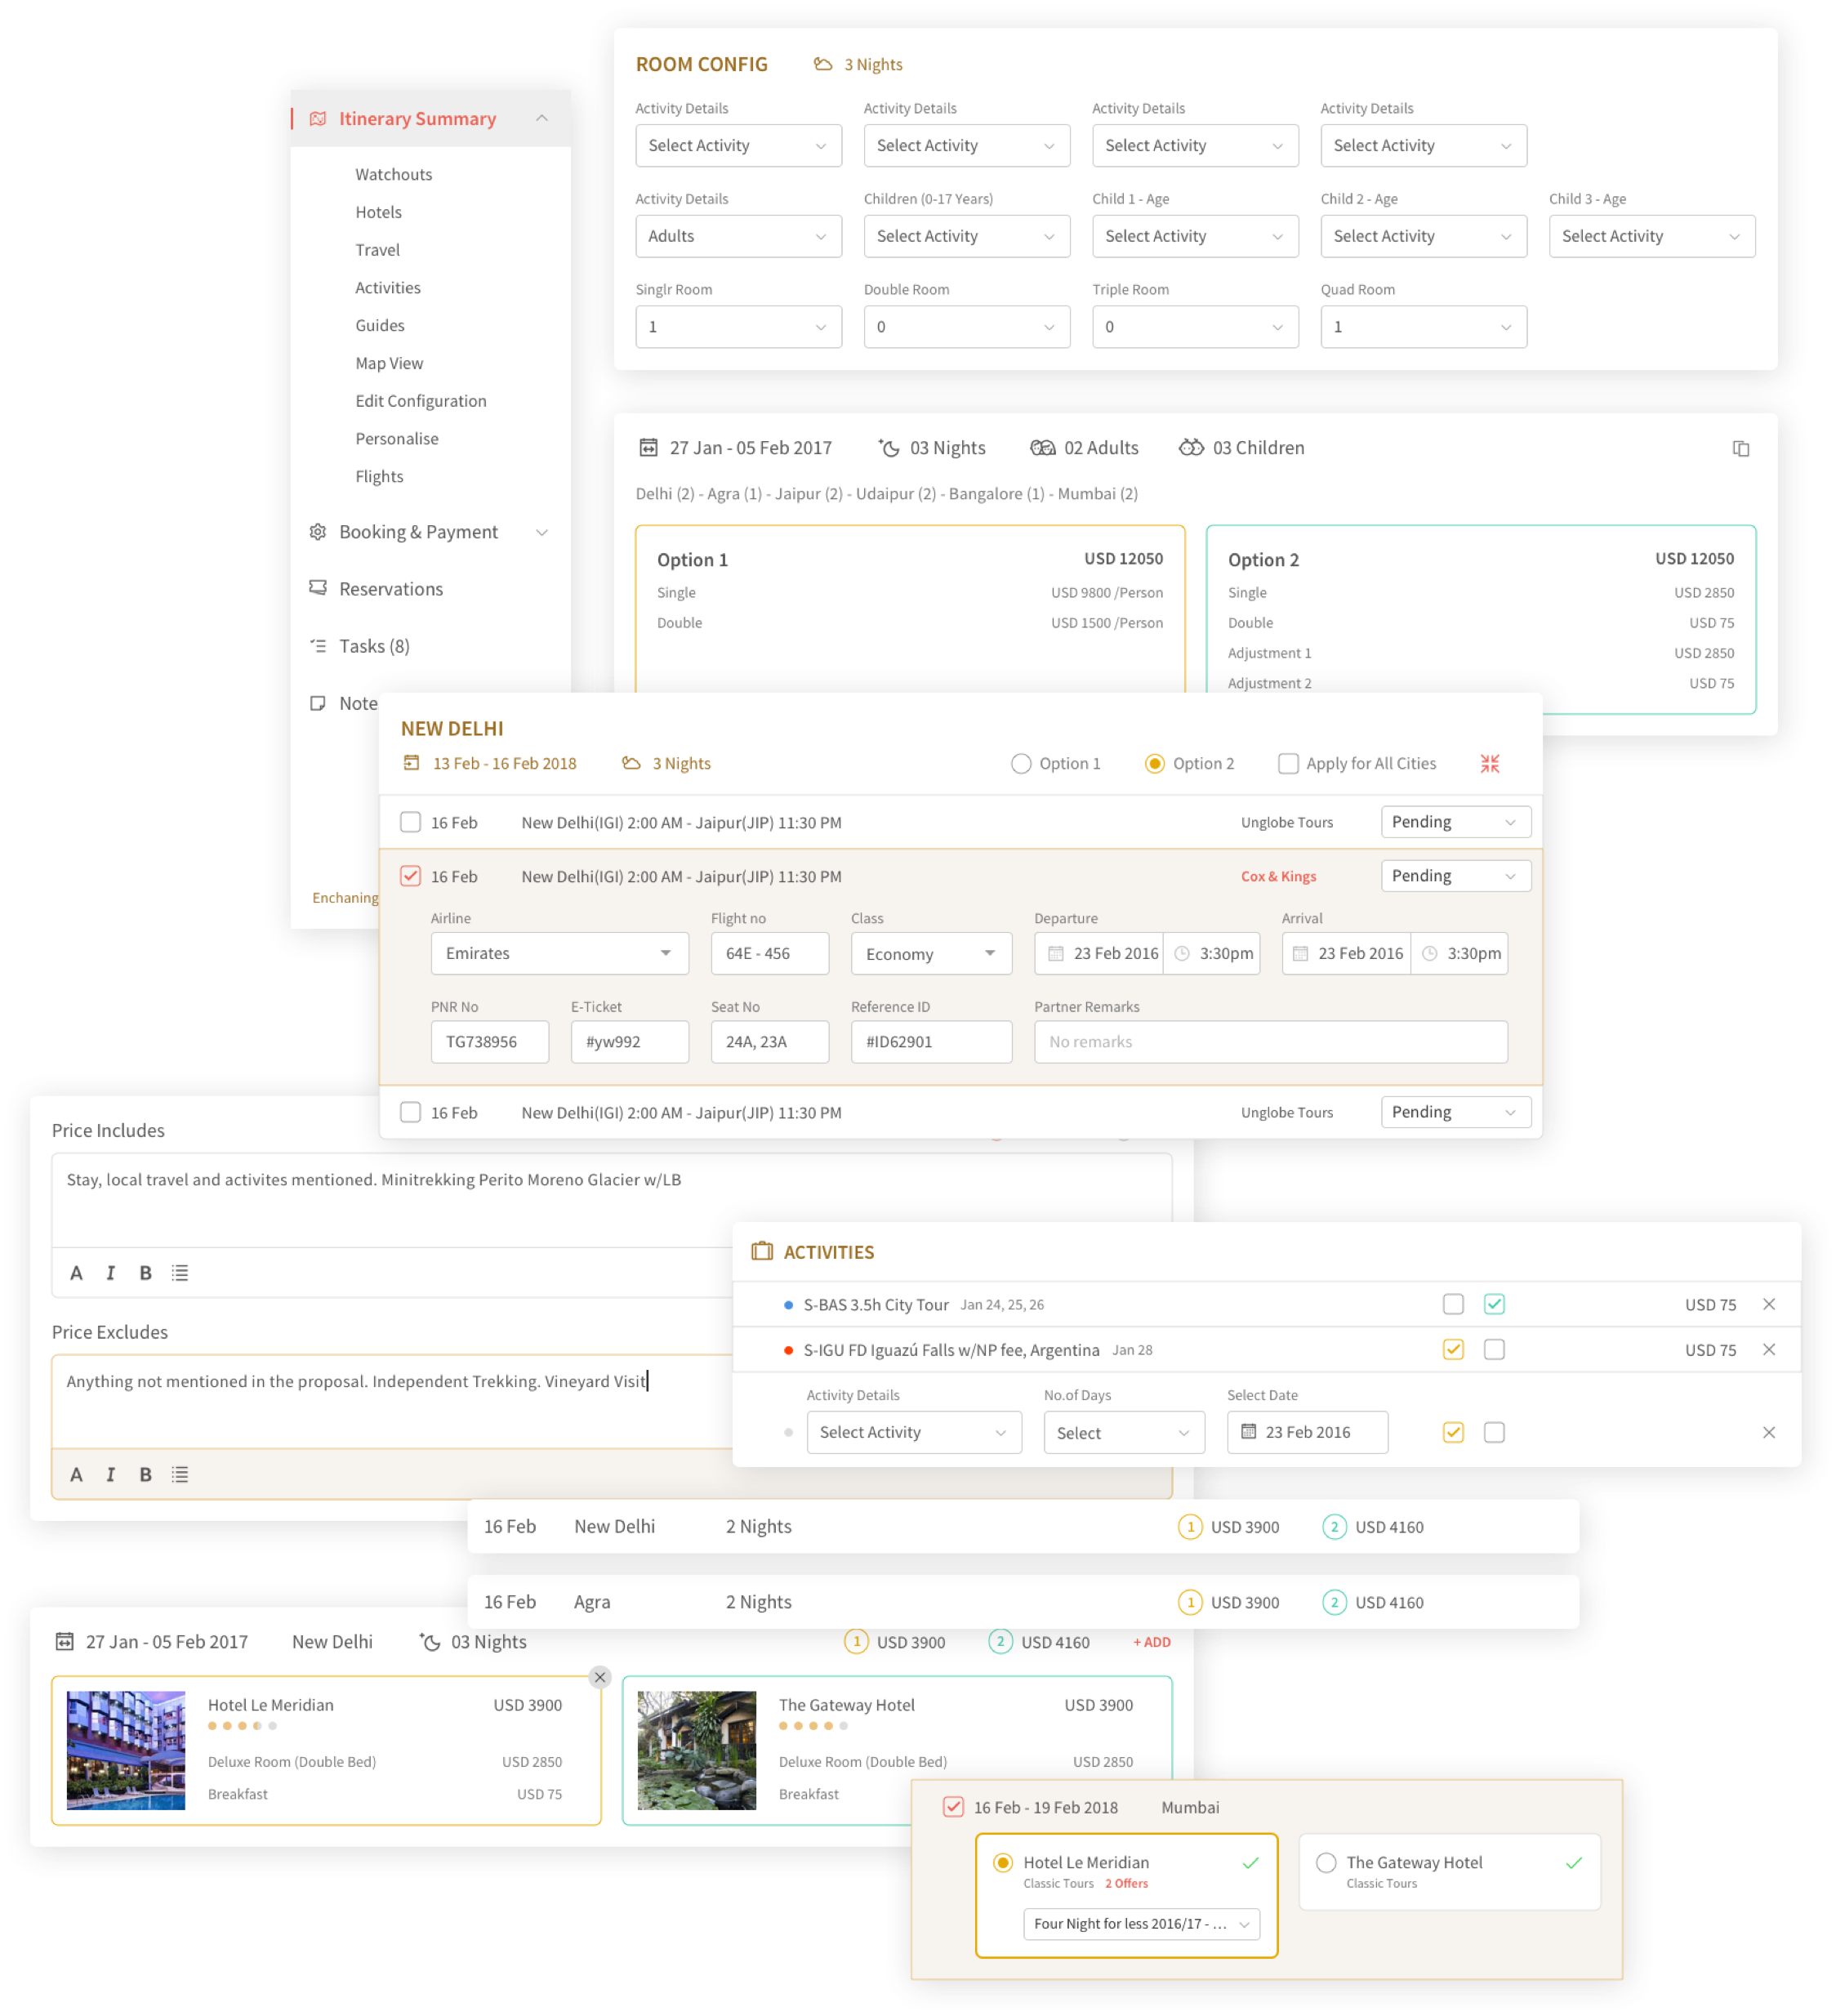 ROOM CONFIG 3 Nights
Activity Details Activity Details Activity Details Activity Details
Select Activity Select Activity Select Activity Select Activity
Activity Details Children (0-17 Years) Child 1 - Age Child 2 - Age Child 3 - Age
Adults Select Activity Select Activity Select Activity Select Activity
Singlr Room Double Room Triple Room Quad Room
1 0 0 1
Itinerary Summary
Watchouts
Hotels
Travel
Activities
Guides
Map View
Edit Configuration
Personalise
Flights
Booking & Payment
Reservations
Tasks (8)
Note
Enchaning
27 Jan - 05 Feb 2017 03 Nights 02 Adults 03 Children
Delhi (2) - Agra (1) - Jaipur (2) - Udaipur (2) - Bangalore (1) - Mumbai (2)
Option 1 USD 12050
Single USD 9800 /Person
Double USD 1500 /Person
Option 2 USD 12050
Single USD 2850
Double USD 75
Adjustment 1 USD 2850
Adjustment 2 USD 75
NEW DELHI
13 Feb - 16 Feb 2018 3 Nights Option 1 Option 2 Apply for All Cities
16 Feb New Delhi(IGI) 2:00 AM - Jaipur(JIP) 11:30 PM Unglobe Tours Pending
16 Feb New Delhi(IGI) 2:00 AM - Jaipur(JIP) 11:30 PM Cox & Kings Pending
Airline Flight no Class Departure Arrival
Emirates 64E - 456 Economy 23 Feb 2016 3:30pm 23 Feb 2016 3:30pm
PNR No E-Ticket Seat No Reference ID Partner Remarks
TG738956 #yw992 24A, 23A #ID62901 No remarks
16 Feb New Delhi(IGI) 2:00 AM - Jaipur(JIP) 11:30 PM Unglobe Tours Pending
Price Includes
Stay, local travel and activites mentioned. Minitrekking Perito Moreno Glacier w/LB
A I B
Price Excludes
Anything not mentioned in the proposal. Independent Trekking. Vineyard Visit
A I B
ACTIVITIES
S-BAS 3.5h City Tour Jan 24, 25, 26 USD 75
S-IGU FD Iguazú Falls w/NP fee, Argentina Jan 28 USD 75
Activity Details No.of Days Select Date
Select Activity Select 23 Feb 2016
16 Feb New Delhi 2 Nights 1 USD 3900 2 USD 4160
16 Feb Agra 2 Nights 1 USD 3900 2 USD 4160
27 Jan - 05 Feb 2017 New Delhi 03 Nights 1 USD 3900 2 USD 4160 + ADD
Hotel Le Meridian USD 3900
Deluxe Room (Double Bed) USD 2850
Breakfast USD 75
The Gateway Hotel USD 3900
Deluxe Room (Double Bed) USD 2850
Breakfast
16 Feb - 19 Feb 2018 Mumbai
Hotel Le Meridian
Classic Tours 2 Offers
Four Night for less 2016/17 - ...
The Gateway Hotel
Classic Tours